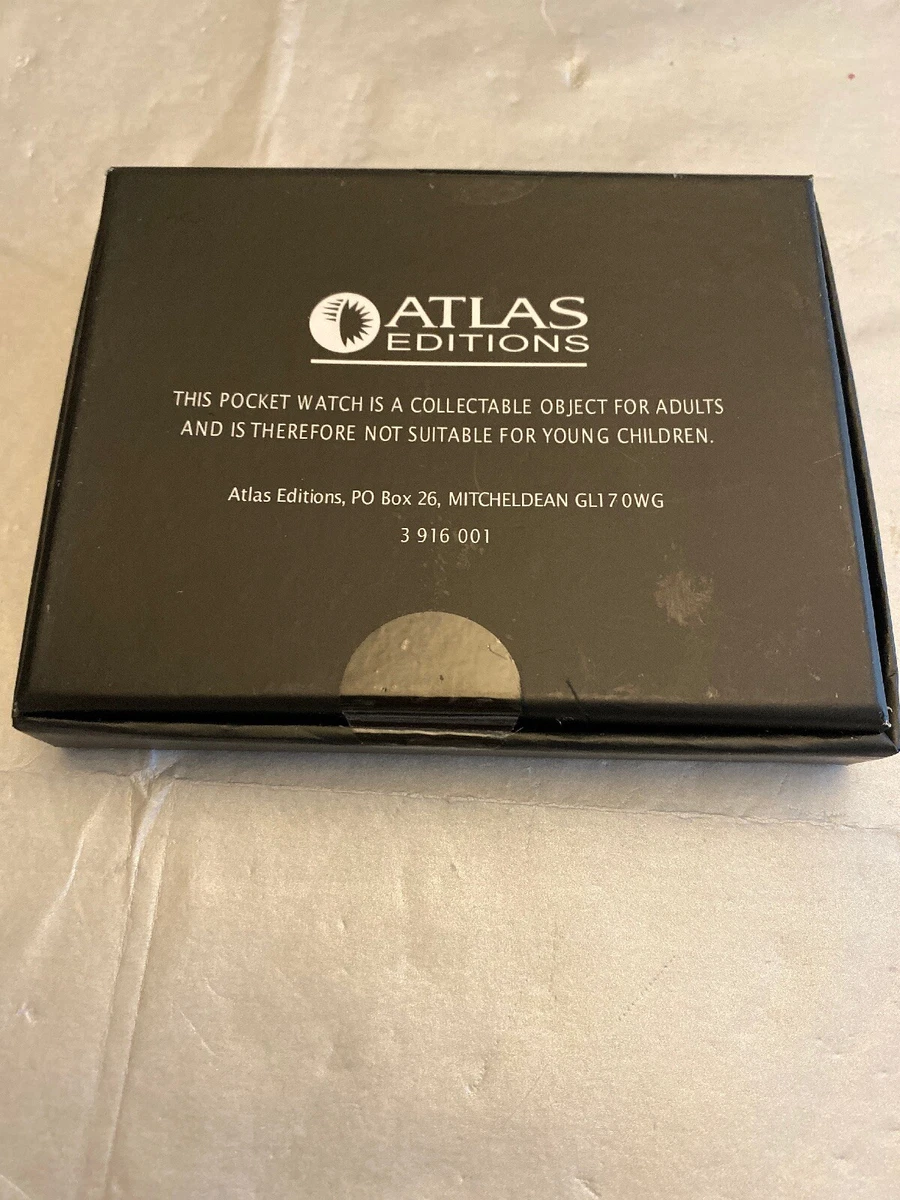 ATLAS
EDITIONS
THIS POCKET WATCH IS A COLLECTABLE OBJECT FOR ADULTS
AND IS THEREFORE NOT SUITABLE FOR YOUNG CHILDREN.
Atlas Editions, PO Box 26, MITCHELDEAN GL17 0WG
3 916 001